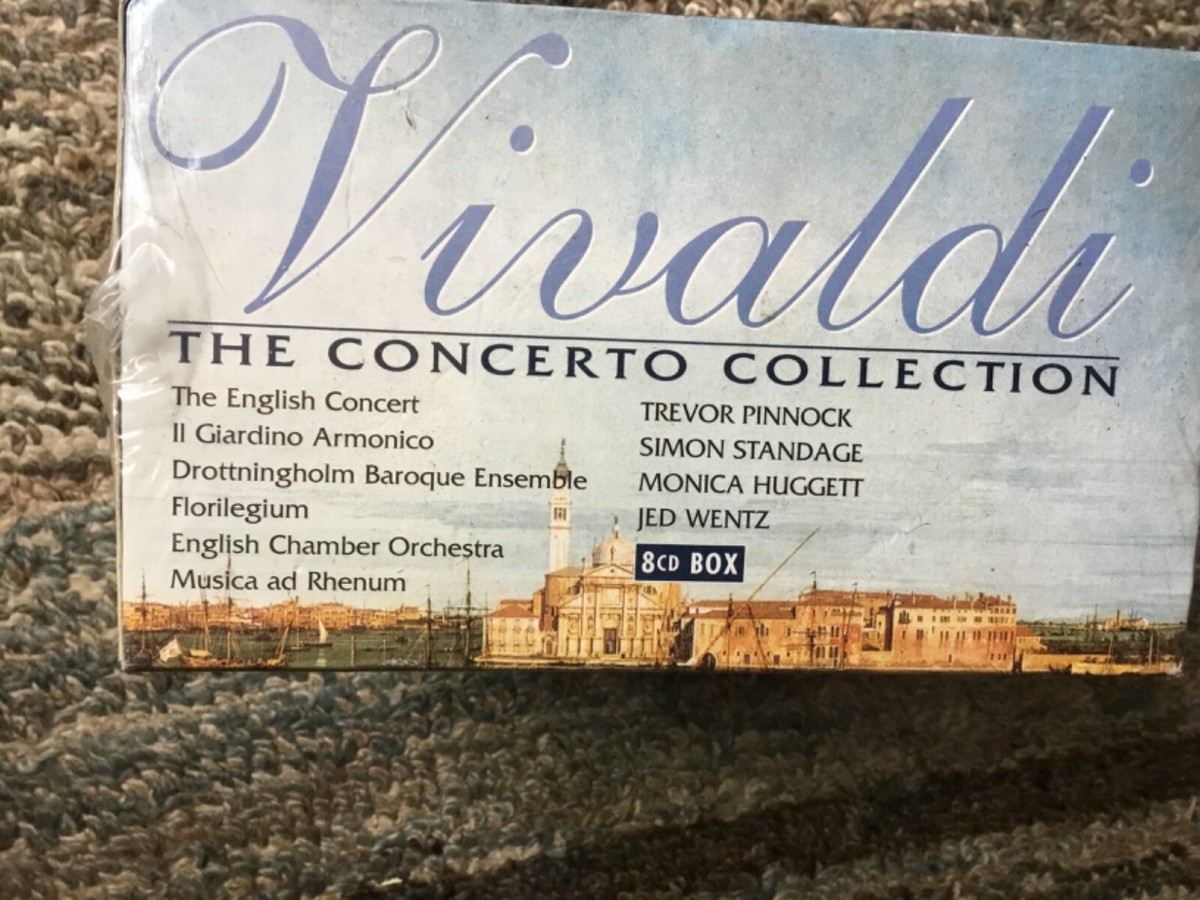 Vivaldi
THE CONCERTO COLLECTION
The English Concert
Il Giardino Armonico
Drottningholm Baroque Ensemble
Florilegium
English Chamber Orchestra
Musica ad Rhenum
TREVOR PINNOCK
SIMON STANDAGE
MONICA HUGGETT
JED WENTZ
8CD BOX